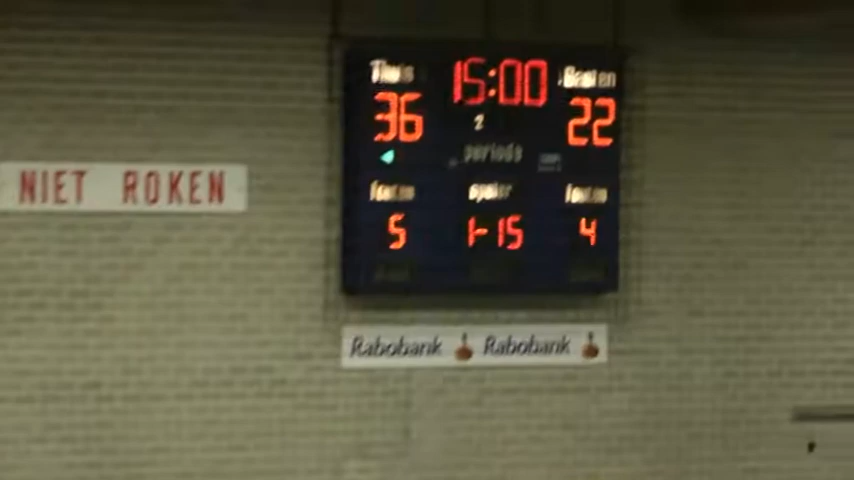 Thuis 15:00 Gasten
36 2 22
periode
fouten speler fouten
5 1-15 4
NIET ROKEN
Rabobank Rabobank